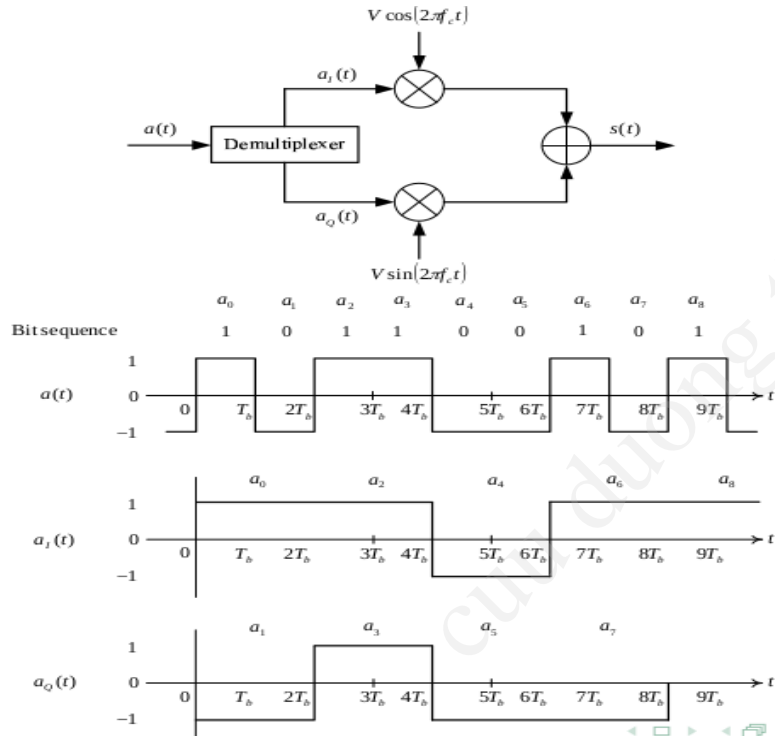 V cos(2πf_c t)
a_I(t)
a(t)
Demultiplexer
s(t)
a_Q(t)
V sin(2πf_c t)
a_0 a_1 a_2 a_3 a_4 a_5 a_6 a_7 a_8
Bit sequence 1 0 1 1 0 0 1 0 1
1
a(t) 0 t
0 T_b 2T_b 3T_b 4T_b 5T_b 6T_b 7T_b 8T_b 9T_b
−1
a_0 a_2 a_4 a_6 a_8
1
a_I(t) 0 t
0 T_b 2T_b 3T_b 4T_b 5T_b 6T_b 7T_b 8T_b 9T_b
−1
a_1 a_3 a_5 a_7
1
a_Q(t) 0 t
0 T_b 2T_b 3T_b 4T_b 5T_b 6T_b 7T_b 8T_b 9T_b
−1
cuu duong